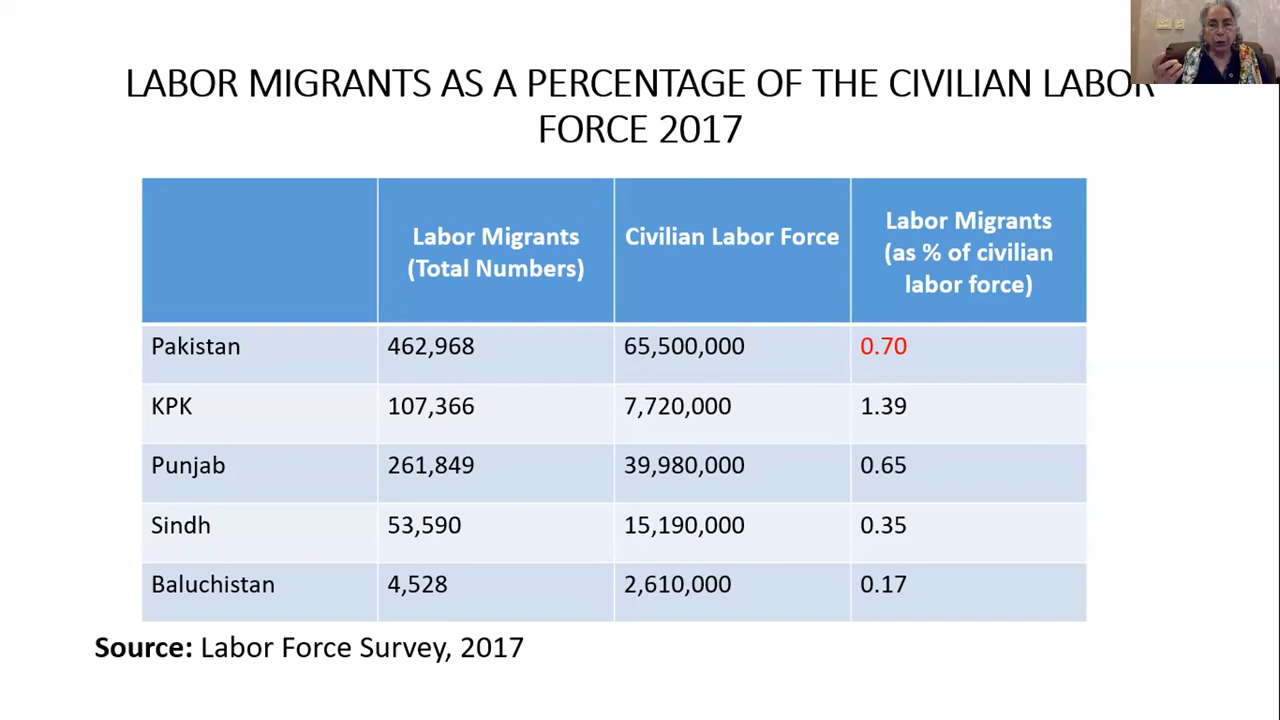 LABOR MIGRANTS AS A PERCENTAGE OF THE CIVILIAN LABOR
FORCE 2017
Labor Migrants
(Total Numbers)
Civilian Labor Force
Labor Migrants
(as % of civilian
labor force)
Pakistan 462,968 65,500,000 0.70
KPK 107,366 7,720,000 1.39
Punjab 261,849 39,980,000 0.65
Sindh 53,590 15,190,000 0.35
Baluchistan 4,528 2,610,000 0.17
Source: Labor Force Survey, 2017